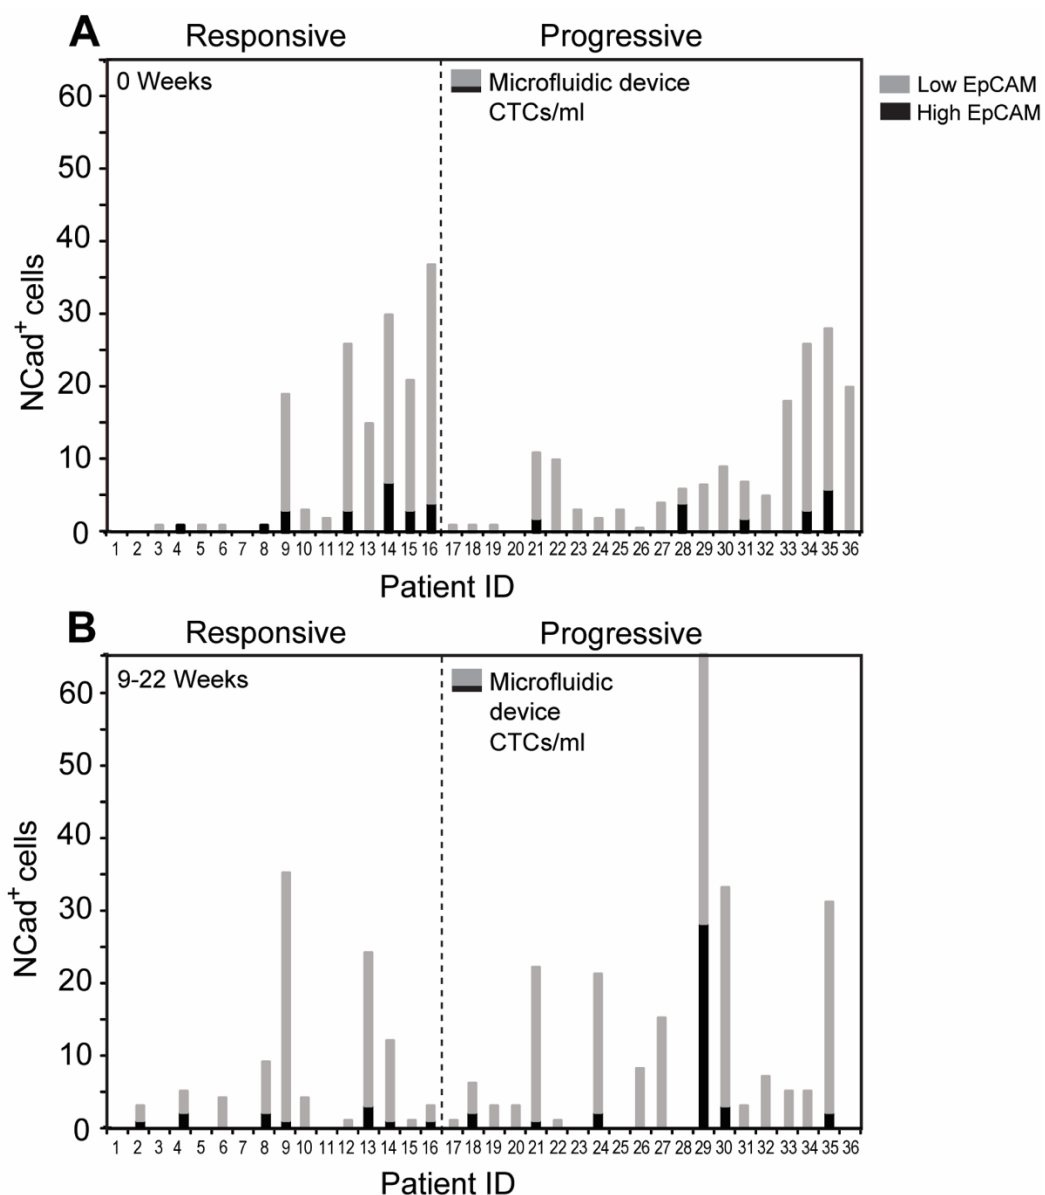 A
Responsive Progressive
0 Weeks
Microfluidic device
CTCs/ml
Low EpCAM
High EpCAM
60
50
40
30
20
10
0
NCad+ cells
1 2 3 4 5 6 7 8 9 10 11 12 13 14 15 16 17 18 19 20 21 22 23 24 25 26 27 28 29 30 31 32 33 34 35 36
Patient ID
B
Responsive Progressive
9-22 Weeks
Microfluidic
device
CTCs/ml
60
50
40
30
20
10
0
NCad+ cells
1 2 3 4 5 6 7 8 9 10 11 12 13 14 15 16 17 18 19 20 21 22 23 24 25 26 27 28 29 30 31 32 33 34 35 36
Patient ID